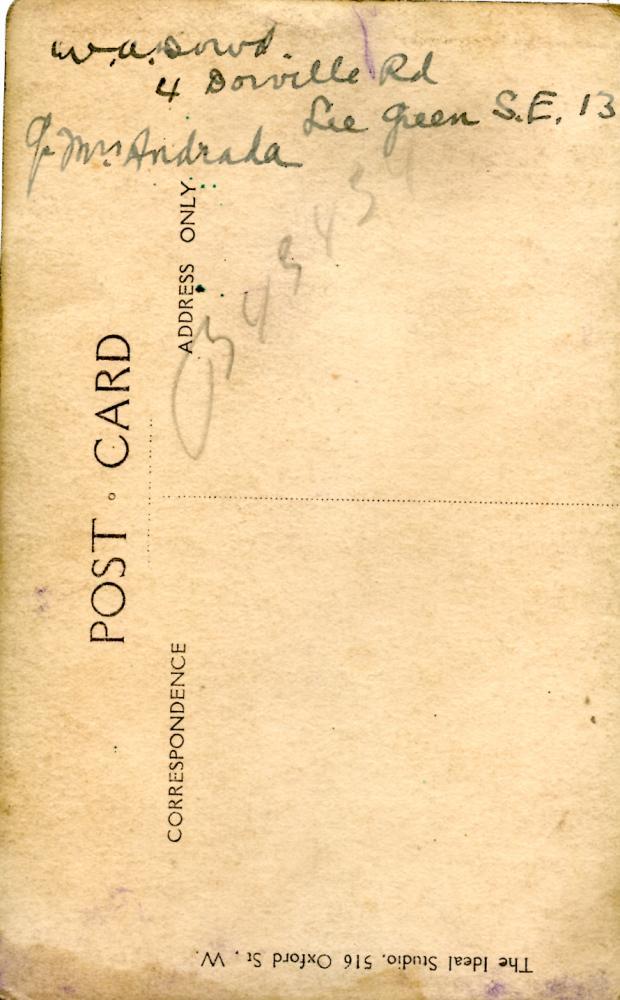 W. A. Dowd
4 Dorville Rd
Lee Green S.E. 13
Mrs Andrada
POST CARD
ADDRESS ONLY.
CORRESPONDENCE
The Ideal Studio, 516 Oxford St, W.